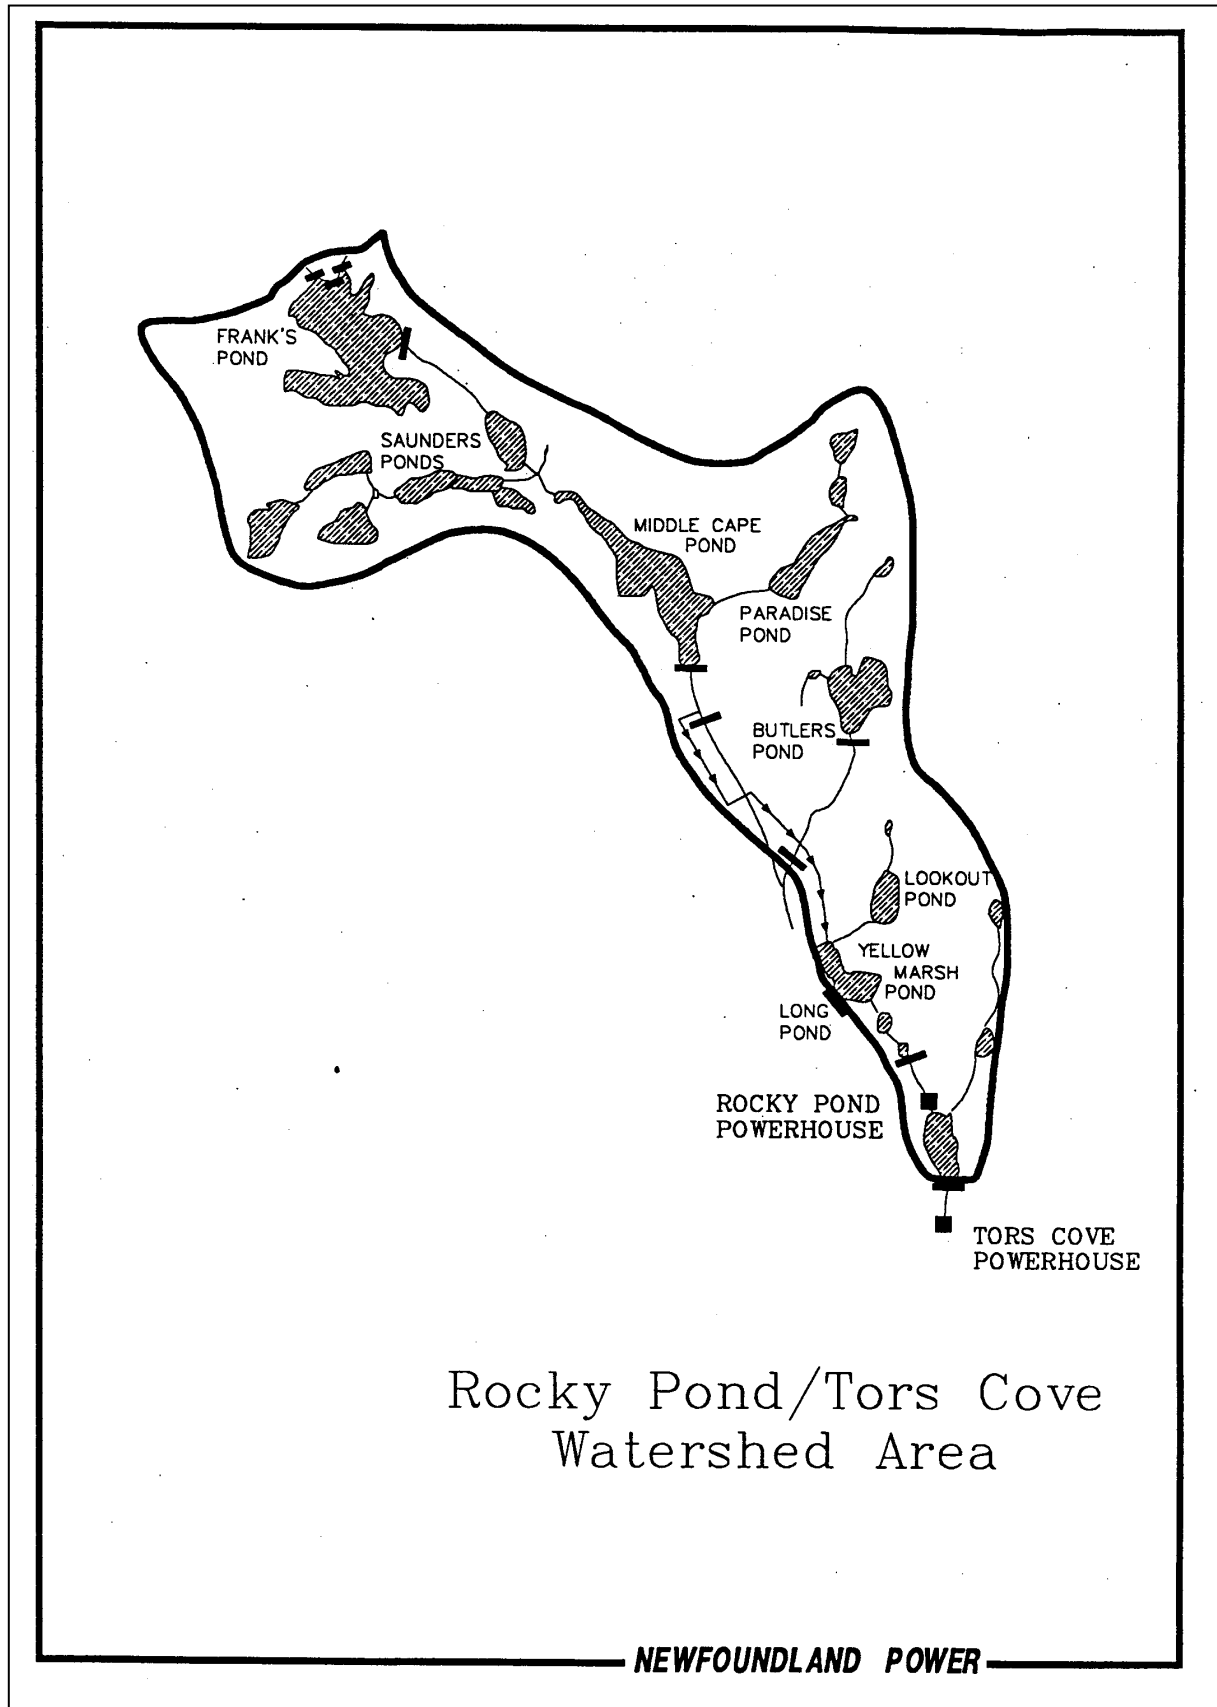 FRANK'S
POND
SAUNDERS
PONDS
MIDDLE CAPE
POND
PARADISE
POND
BUTLERS
POND
LOOKOUT
POND
YELLOW
MARSH
POND
LONG
POND
ROCKY POND
POWERHOUSE
TORS COVE
POWERHOUSE
Rocky Pond/Tors Cove
Watershed Area
NEWFOUNDLAND POWER